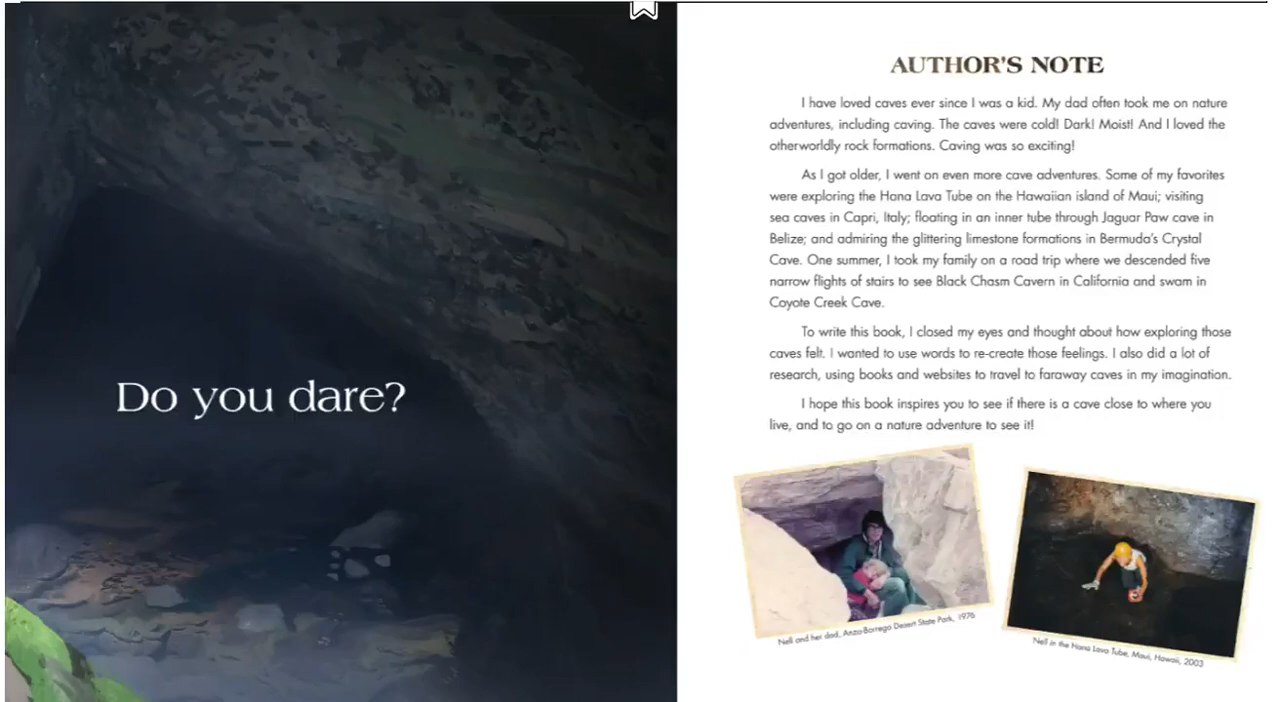 Do you dare?
AUTHOR'S NOTE
I have loved caves ever since I was a kid. My dad often took me on nature
adventures, including caving. The caves were cold! Dark! Moist! And I loved the
otherworldly rock formations. Caving was so exciting!
As I got older, I went on even more cave adventures. Some of my favorites
were exploring the Hana Lava Tube on the Hawaiian island of Maui; visiting
sea caves in Capri, Italy; floating in an inner tube through Jaguar Paw cave in
Belize; and admiring the glittering limestone formations in Bermuda's Crystal
Cave. One summer, I took my family on a road trip where we descended five
narrow flights of stairs to see Black Chasm Cavern in California and swam in
Coyote Creek Cave.
To write this book, I closed my eyes and thought about how exploring those
caves felt. I wanted to use words to re-create those feelings. I also did a lot of
research, using books and websites to travel to faraway caves in my imagination.
I hope this book inspires you to see if there is a cave close to where you
live, and to go on a nature adventure to see it!
Nell and her dad, Anza-Borrego Desert State Park, 1976
Nell in the Hana Lava Tube, Maui, Hawaii, 2003